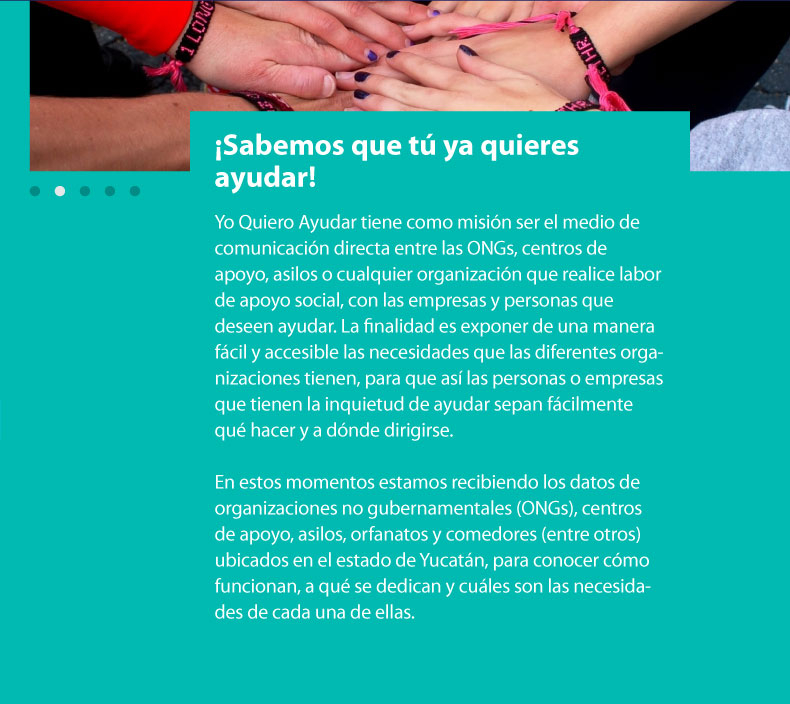 ¡Sabemos que tú ya quieres
ayudar!
Yo Quiero Ayudar tiene como misión ser el medio de
comunicación directa entre las ONGs, centros de
apoyo, asilos o cualquier organización que realice labor
de apoyo social, con las empresas y personas que
deseen ayudar. La finalidad es exponer de una manera
fácil y accesible las necesidades que las diferentes orga-
nizaciones tienen, para que así las personas o empresas
que tienen la inquietud de ayudar sepan fácilmente
qué hacer y a dónde dirigirse.
En estos momentos estamos recibiendo los datos de
organizaciones no gubernamentales (ONGs), centros
de apoyo, asilos, orfanatos y comedores (entre otros)
ubicados en el estado de Yucatán, para conocer cómo
funcionan, a qué se dedican y cuáles son las necesida-
des de cada una de ellas.